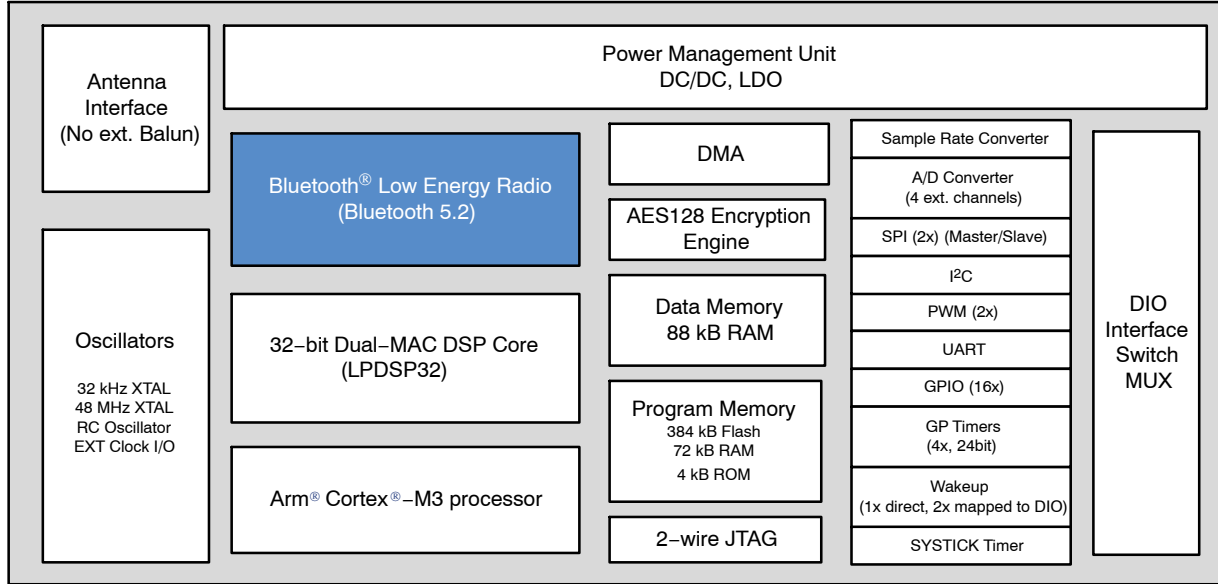 Antenna
Interface
(No ext. Balun)
Power Management Unit
DC/DC, LDO
Bluetooth® Low Energy Radio
(Bluetooth 5.2)
DMA
AES128 Encryption
Engine
Sample Rate Converter
A/D Converter
(4 ext. channels)
SPI (2x) (Master/Slave)
I²C
PWM (2x)
UART
GPIO (16x)
GP Timers
(4x, 24bit)
Wakeup
(1x direct, 2x mapped to DIO)
SYSTICK Timer
DIO
Interface
Switch
MUX
Oscillators
32 kHz XTAL
48 MHz XTAL
RC Oscillator
EXT Clock I/O
32−bit Dual−MAC DSP Core
(LPDSP32)
Data Memory
88 kB RAM
Program Memory
384 kB Flash
72 kB RAM
4 kB ROM
Arm® Cortex®−M3 processor
2−wire JTAG